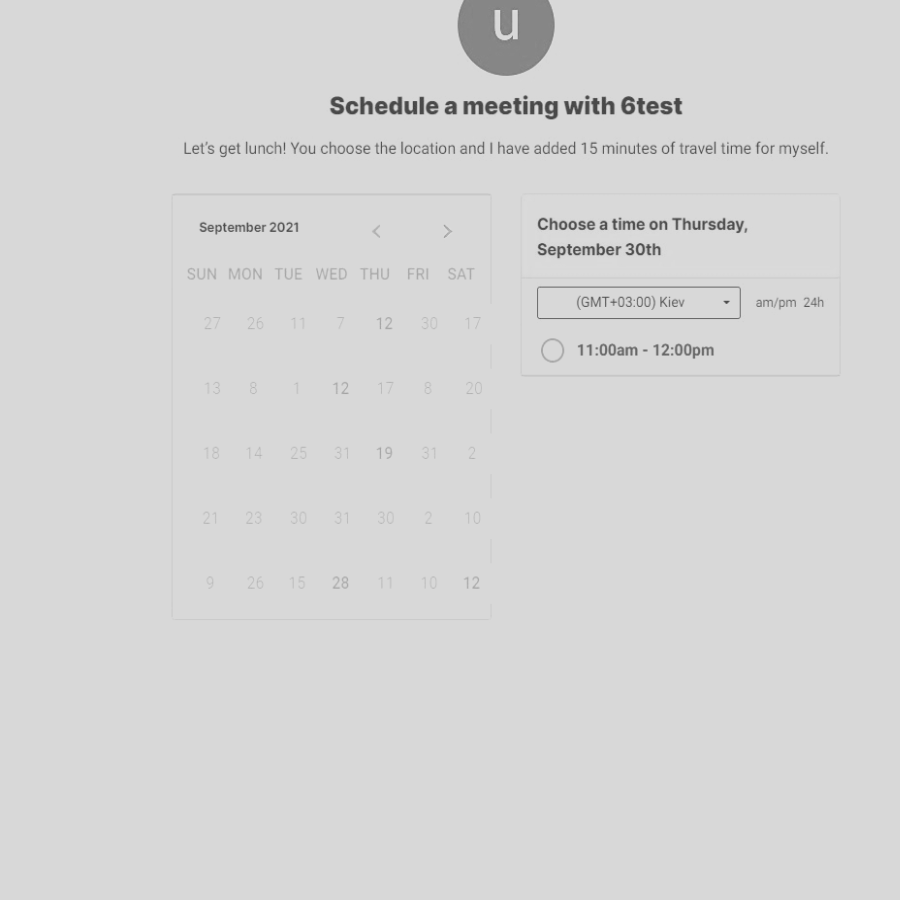 u
Schedule a meeting with 6test
Let's get lunch! You choose the location and I have added 15 minutes of travel time for myself.
September 2021
SUN MON TUE WED THU FRI SAT
27 26 11 7 12 30 17
13 8 1 12 17 8 20
18 14 25 31 19 31 2
21 23 30 31 30 2 10
9 26 15 28 11 10 12
Choose a time on Thursday,
September 30th
(GMT+03:00) Kiev am/pm 24h
11:00am - 12:00pm